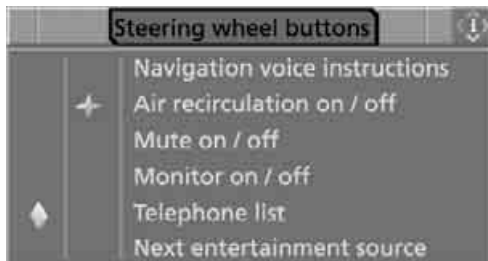 Steering wheel buttons
Navigation voice instructions
Air recirculation on / off
Mute on / off
Monitor on / off
Telephone list
Next entertainment source